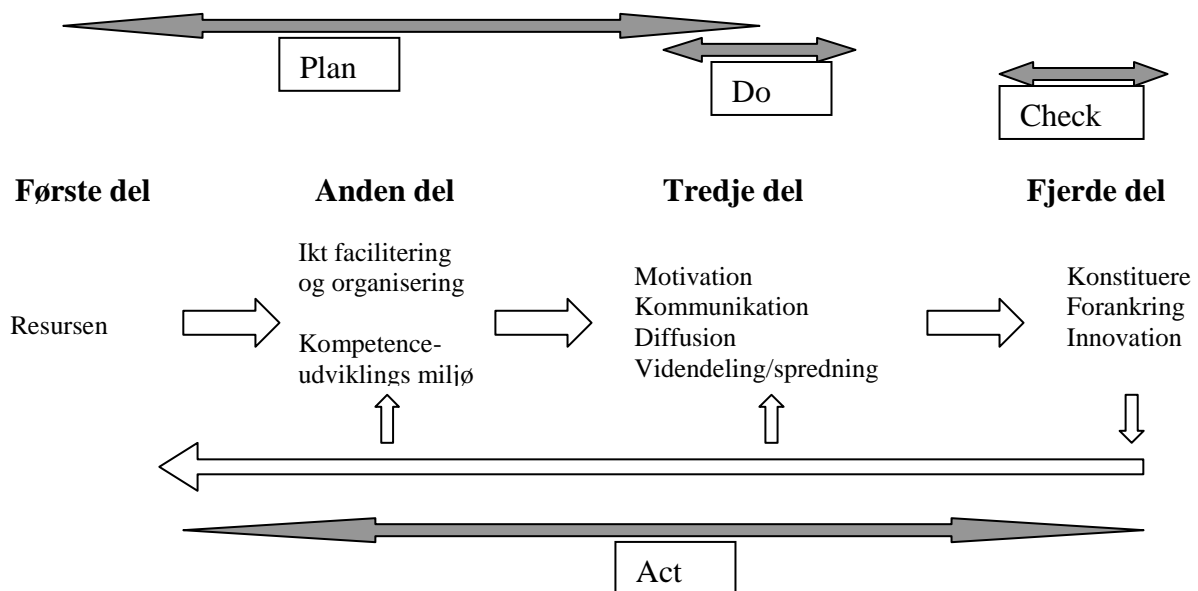 Plan
Do
Check
Første del
Anden del
Tredje del
Fjerde del
Resursen
Ikt facilitering
og organisering
Kompetence-
udviklings miljø
Motivation
Kommunikation
Diffusion
Videndeling/spredning
Konstituere
Forankring
Innovation
Act